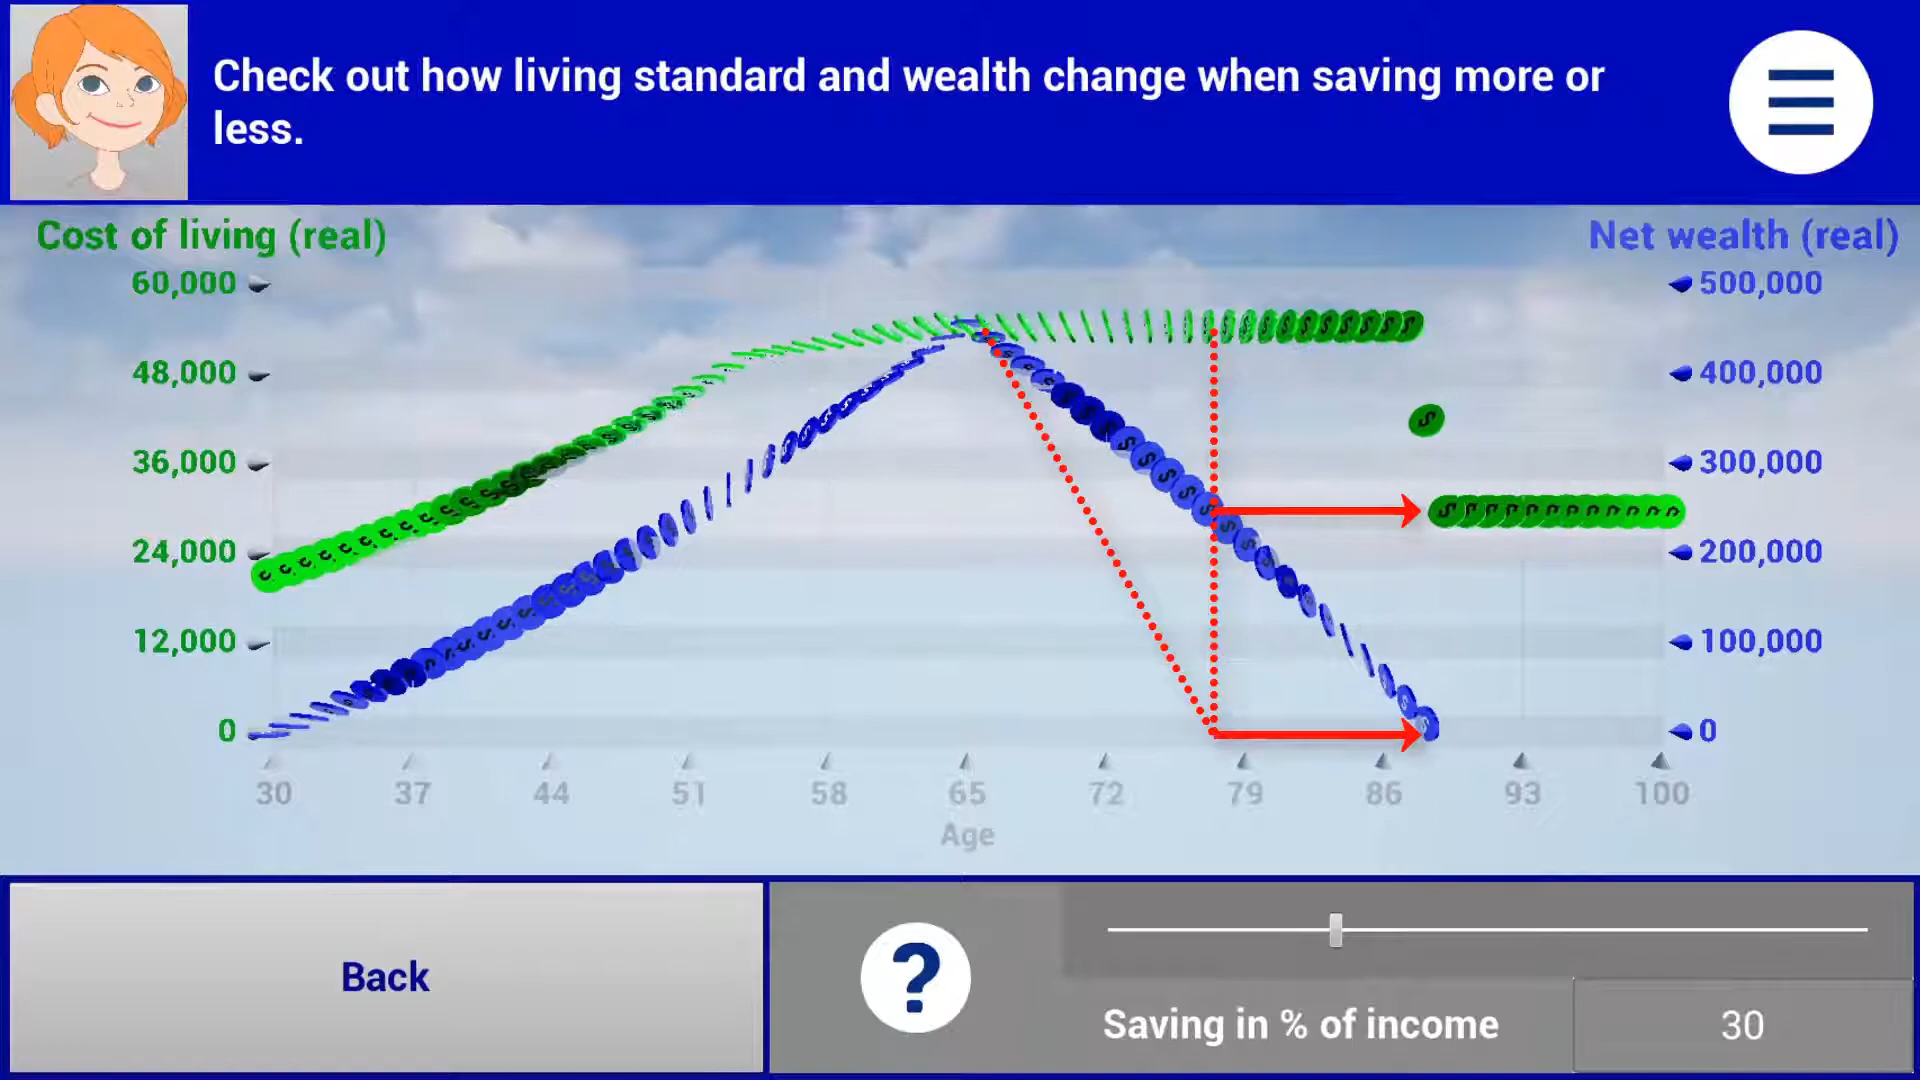 Check out how living standard and wealth change when saving more or
less.
Cost of living (real)
Net wealth (real)
60,000
48,000
36,000
24,000
12,000
0
500,000
400,000
300,000
200,000
100,000
0
30 37 44 51 58 65 72 79 86 93 100
Age
Back
?
Saving in % of income
30